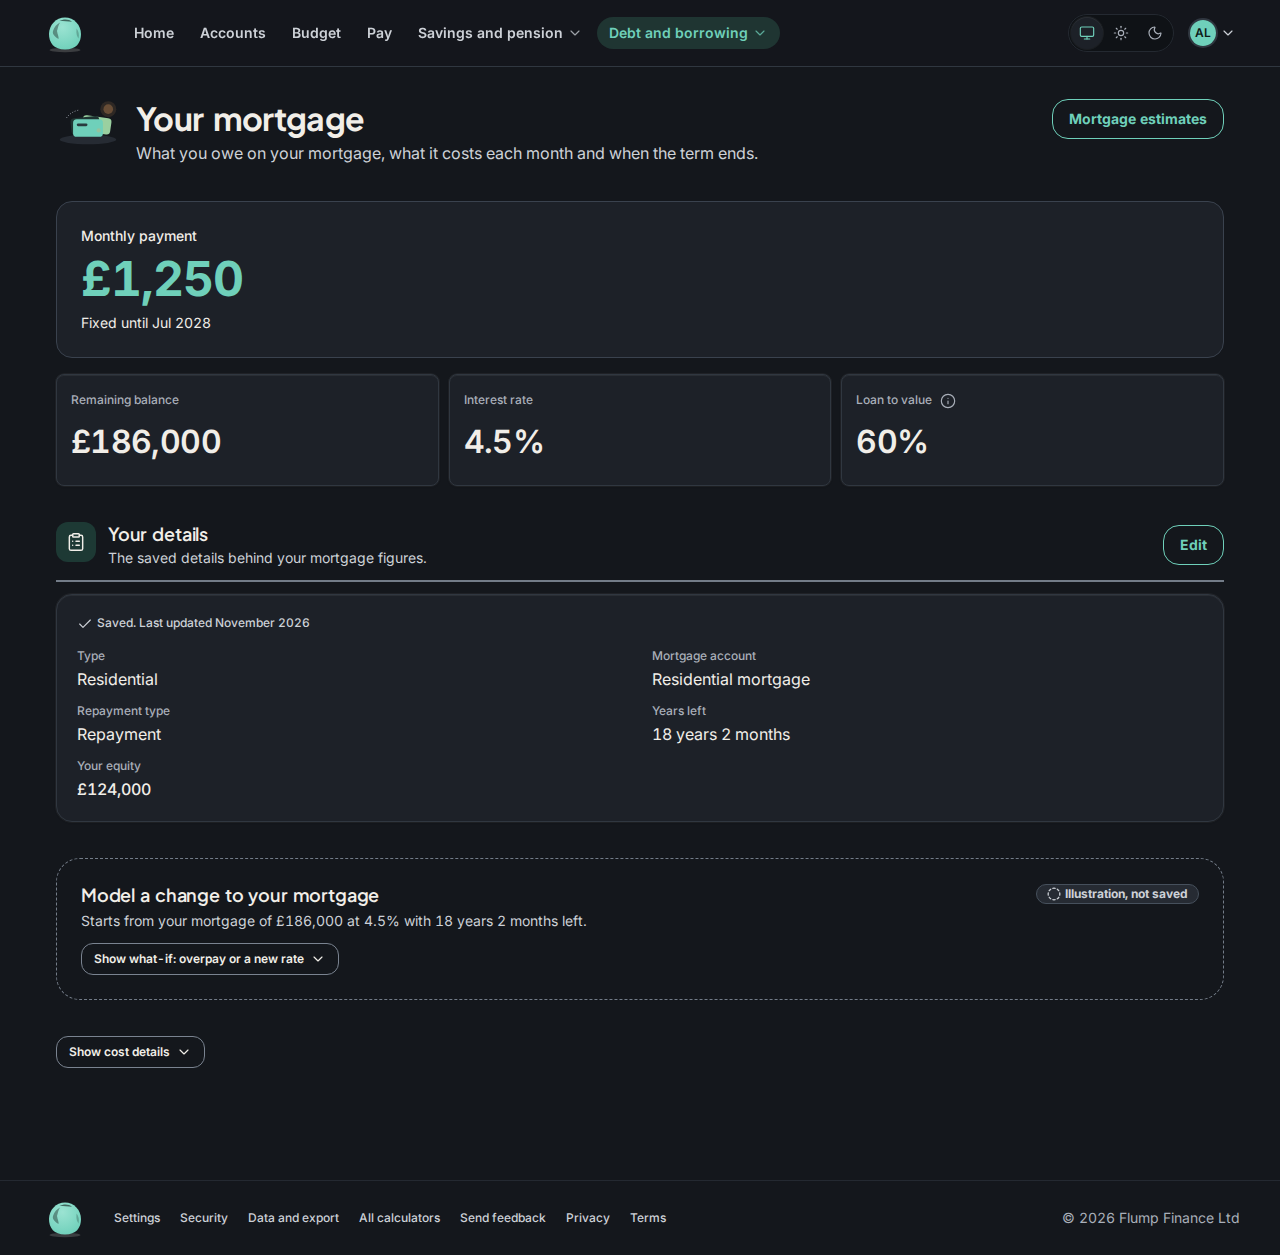 Home
Accounts
Budget
Pay
Savings and pension
Debt and borrowing
AL
Your mortgage
What you owe on your mortgage, what it costs each month and when the term ends.
Mortgage estimates
Monthly payment
£1,250
Fixed until Jul 2028
Remaining balance
£186,000
Interest rate
4.5%
Loan to value
60%
Your details
The saved details behind your mortgage figures.
Edit
Saved. Last updated November 2026
Type
Residential
Mortgage account
Residential mortgage
Repayment type
Repayment
Years left
18 years 2 months
Your equity
£124,000
Model a change to your mortgage
Illustration, not saved
Starts from your mortgage of £186,000 at 4.5% with 18 years 2 months left.
Show what-if: overpay or a new rate
Show cost details
Settings
Security
Data and export
All calculators
Send feedback
Privacy
Terms
© 2026 Flump Finance Ltd